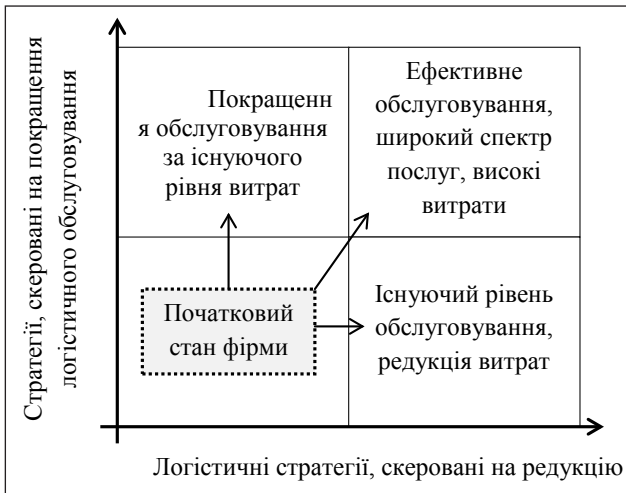 Стратегії, скеровані на покращення
логістичного обслуговування
Покращенн
я обслуговування
за існуючого
рівня витрат
Ефективне
обслуговування,
широкий спектр
послуг, високі
витрати
Початковий
стан фірми
Існуючий рівень
обслуговування,
редукція витрат
Логістичні стратегії, скеровані на редукцію